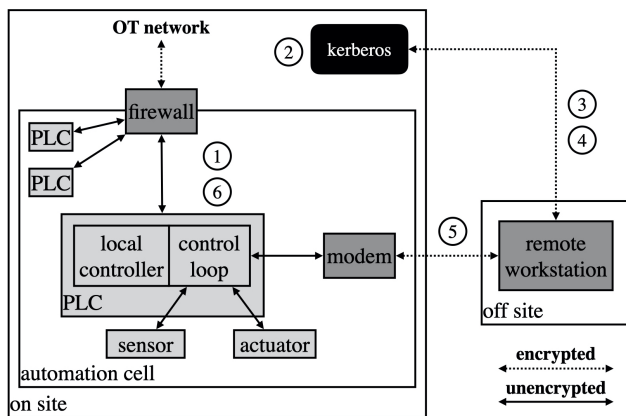 OT network
2
kerberos
firewall
3
PLC
4
1
PLC
6
5
local
controller
control
loop
modem
remote
workstation
PLC
off site
sensor
actuator
encrypted
automation cell
unencrypted
on site